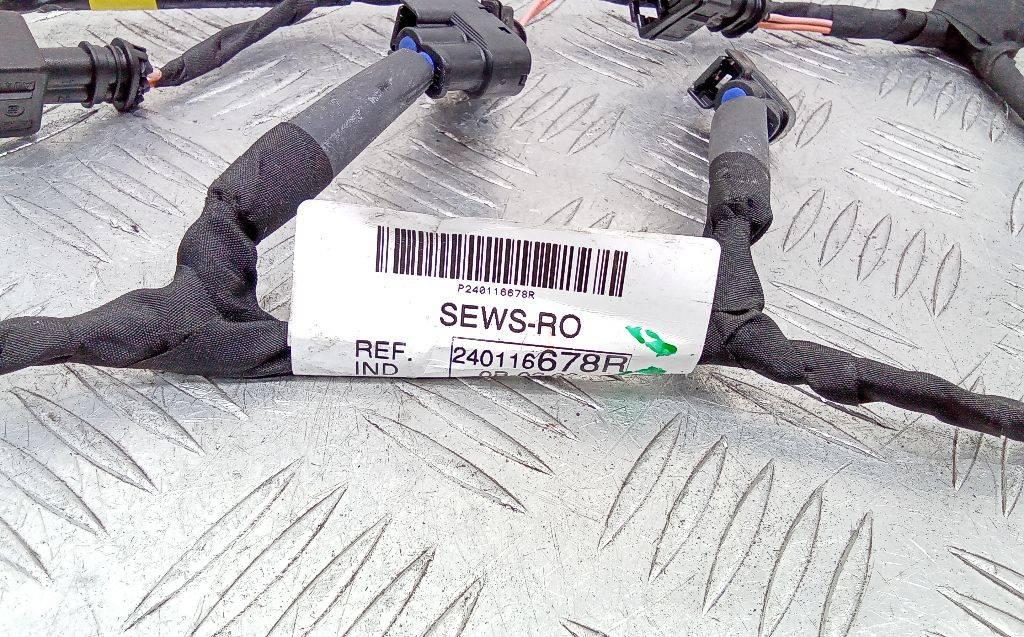 P240116678R
SEWS-RO
REF. 240116678R
IND